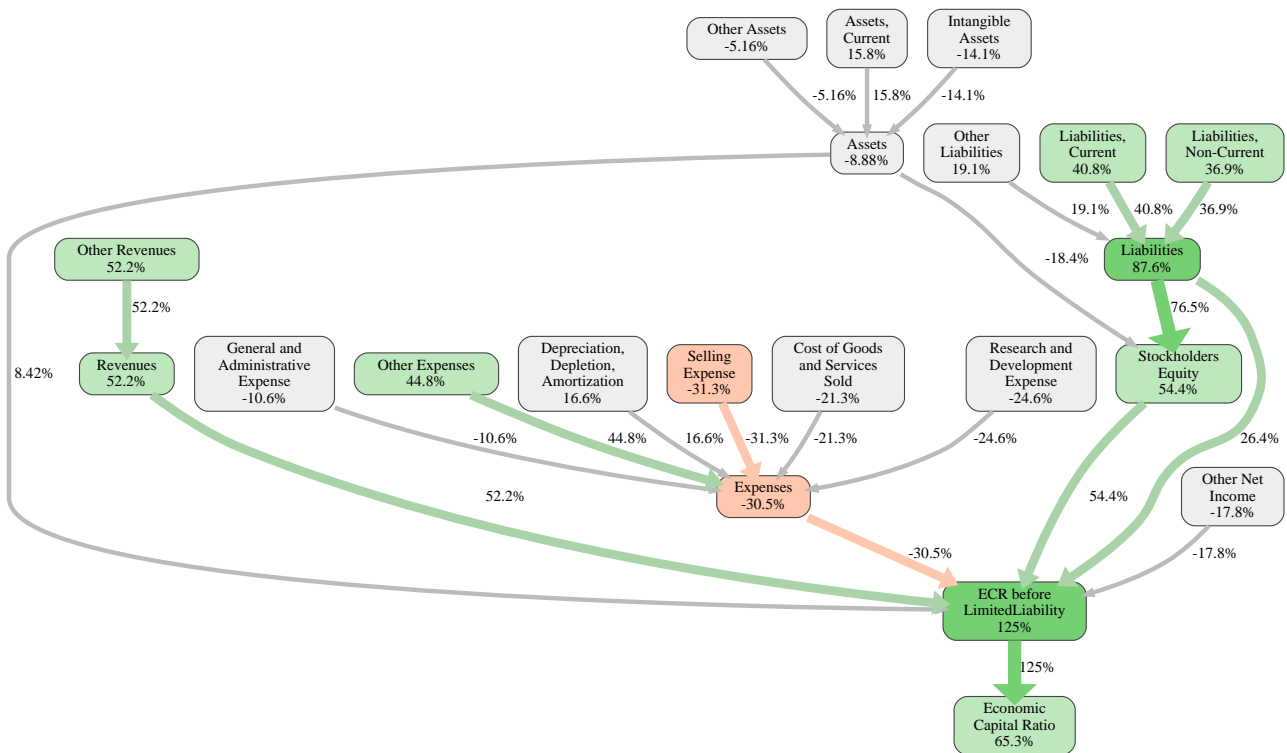 Other Assets
-5.16%
Assets,
Current
15.8%
Intangible
Assets
-14.1%
-5.16%
15.8%
-14.1%
Assets
-8.88%
Other
Liabilities
19.1%
Liabilities,
Current
40.8%
Liabilities,
Non-Current
36.9%
19.1%
40.8%
36.9%
Other Revenues
52.2%
-18.4%
Liabilities
87.6%
52.2%
76.5%
8.42%
Revenues
52.2%
General and
Administrative
Expense
-10.6%
Other Expenses
44.8%
Depreciation,
Depletion,
Amortization
16.6%
Selling
Expense
-31.3%
Cost of Goods
and Services
Sold
-21.3%
Research and
Development
Expense
-24.6%
Stockholders
Equity
54.4%
-10.6%
44.8%
16.6%
-31.3%
-21.3%
-24.6%
26.4%
52.2%
Expenses
-30.5%
54.4%
Other Net
Income
-17.8%
-30.5%
-17.8%
ECR before
LimitedLiability
125%
125%
Economic
Capital Ratio
65.3%